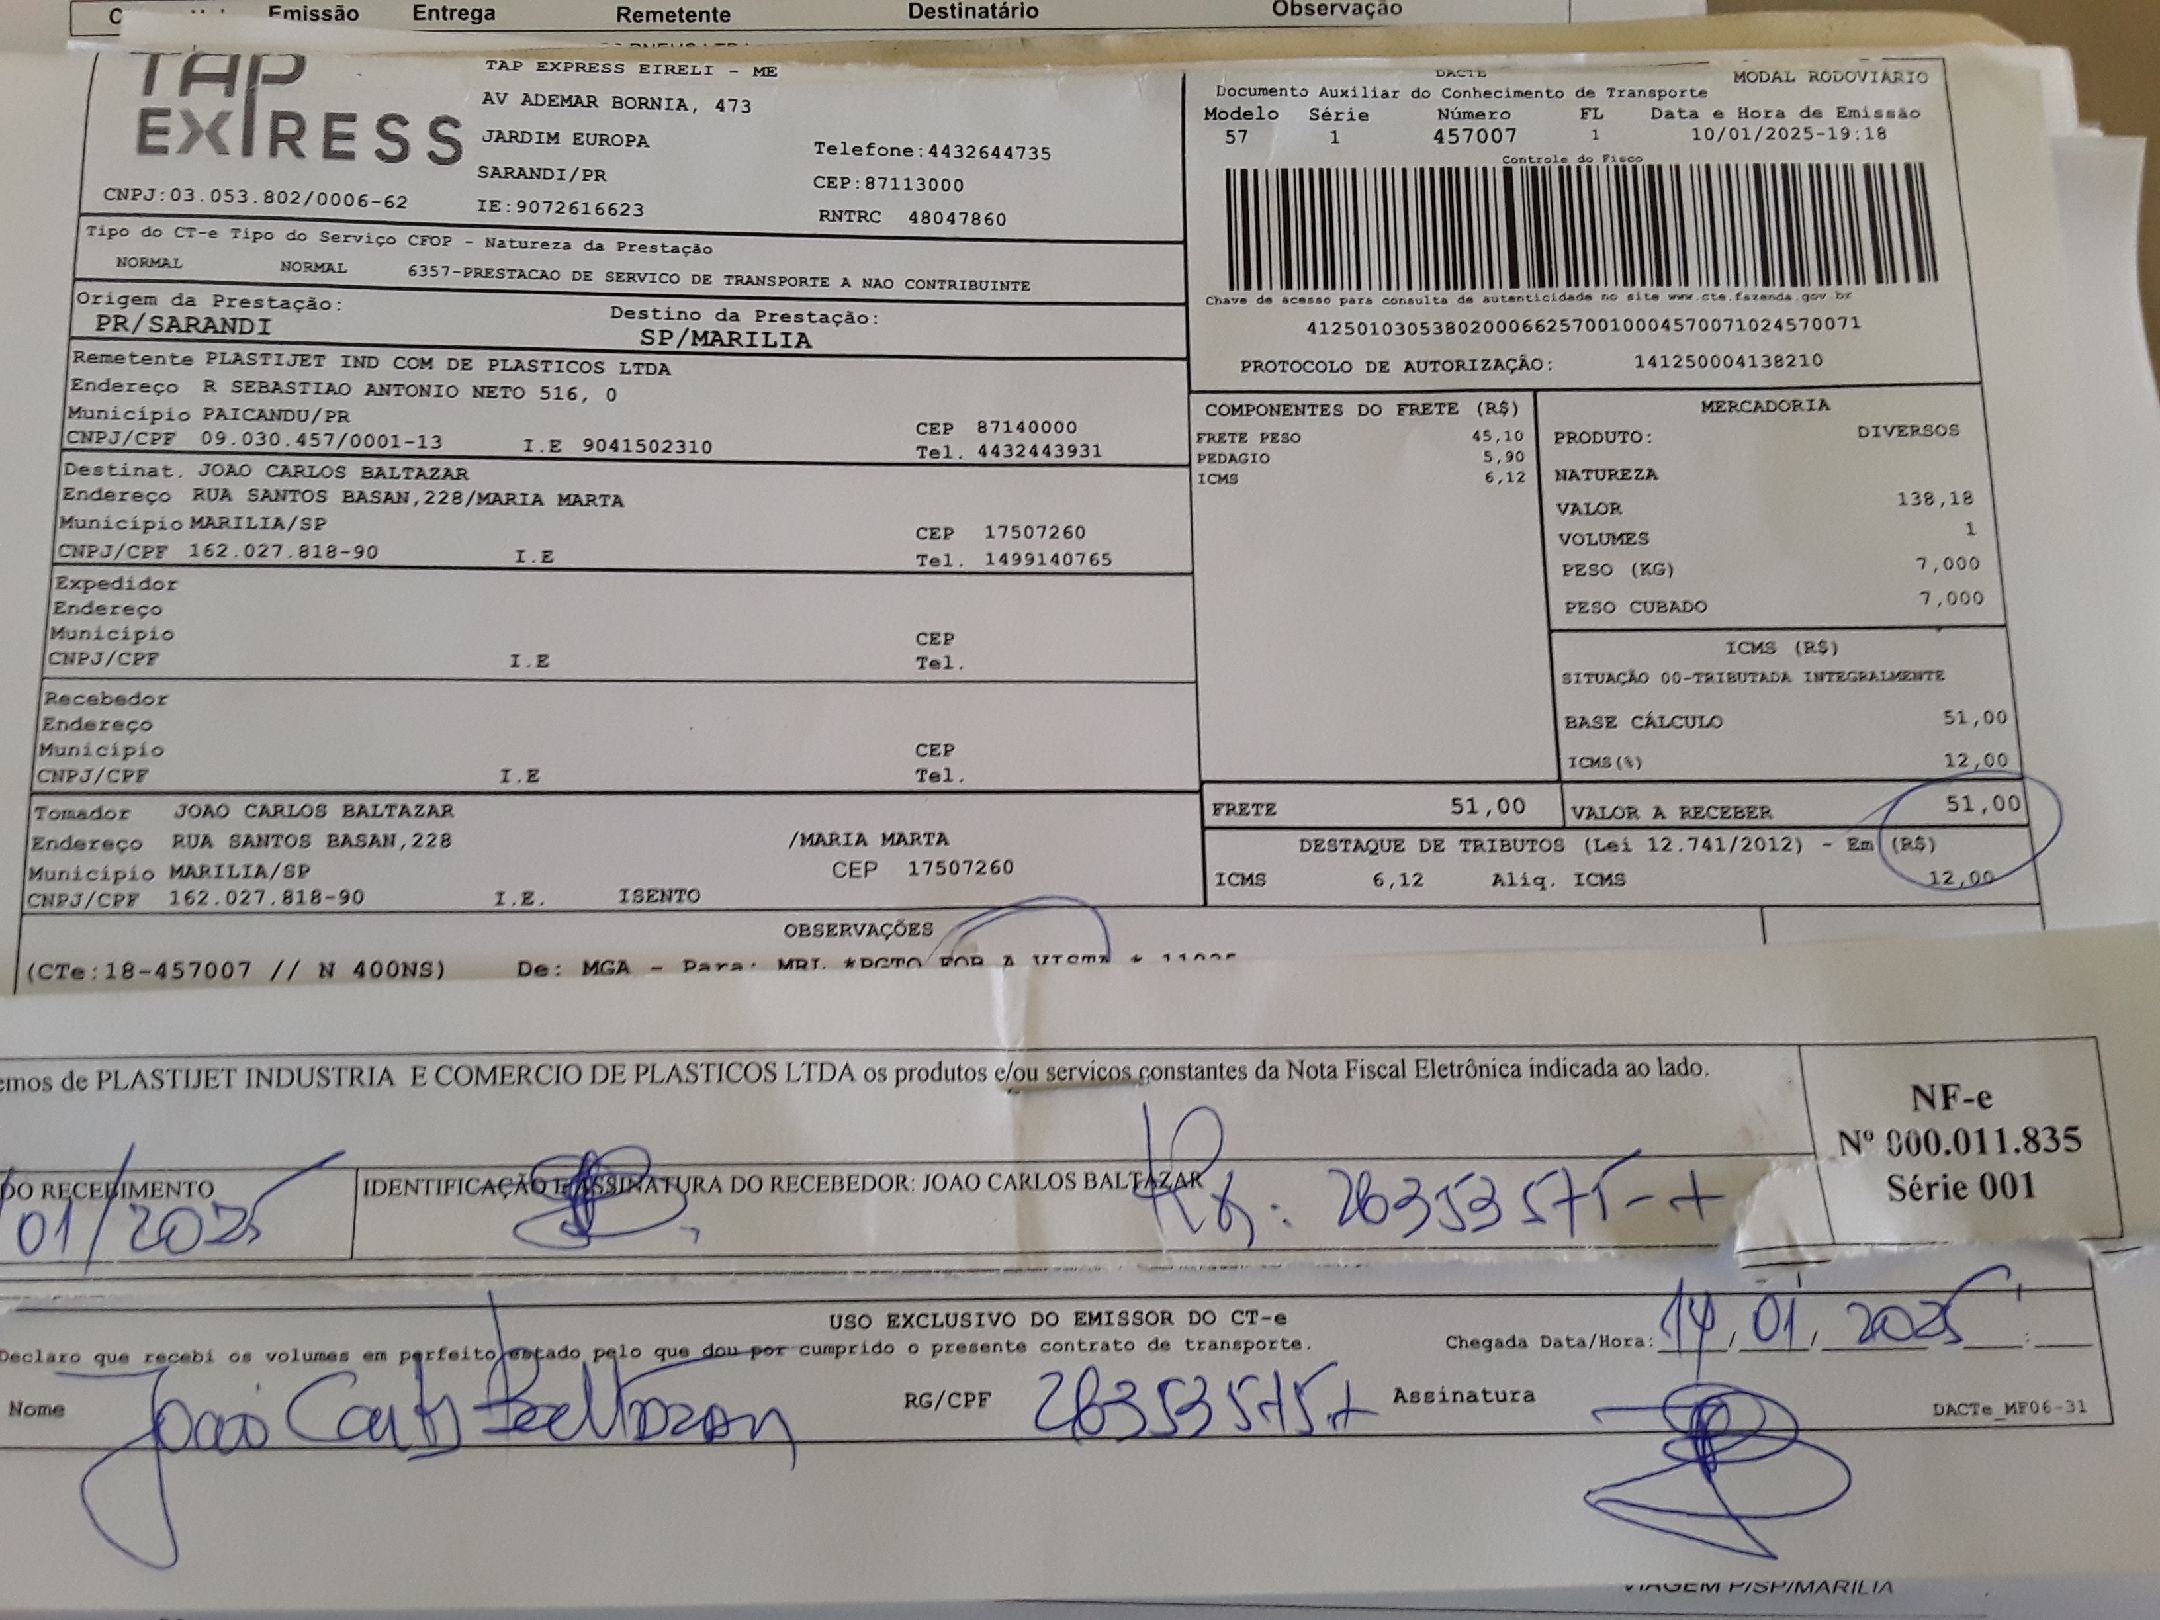 Emissão Entrega Remetente Destinatário Observação
TAP EXPRESS
TAP EXPRESS EIRELI - ME
AV ADEMAR BORNIA, 473
JARDIM EUROPA Telefone:4432644735
SARANDI/PR CEP:87113000
CNPJ:03.053.802/0006-62 IE:9072616623 RNTRC 48047860
DACTE MODAL RODOVIÁRIO
Documento Auxiliar do Conhecimento de Transporte
Modelo Série Número FL Data e Hora de Emissão
57 1 457007 1 10/01/2025-19:18
Controle do Fisco
Chave de acesso para consulta de autenticidade no site www.cte.fazenda.gov br
41250103053802000662570010004570071024570071
PROTOCOLO DE AUTORIZAÇÃO: 141250004138210
Tipo do CT-e Tipo do Serviço CFOP - Natureza da Prestação
NORMAL NORMAL 6357-PRESTACAO DE SERVICO DE TRANSPORTE A NAO CONTRIBUINTE
Origem da Prestação: Destino da Prestação:
PR/SARANDI SP/MARILIA
Remetente PLASTIJET IND COM DE PLASTICOS LTDA
Endereço R SEBASTIAO ANTONIO NETO 516, 0
Município PAICANDU/PR CEP 87140000
CNPJ/CPF 09.030.457/0001-13 I.E 9041502310 Tel. 4432443931
Destinat. JOAO CARLOS BALTAZAR
Endereço RUA SANTOS BASAN,228/MARIA MARTA
Município MARILIA/SP CEP 17507260
CNPJ/CPF 162.027.818-90 I.E Tel. 1499140765
Expedidor
Endereço
Município CEP
CNPJ/CPF I.E Tel.
Recebedor
Endereço
Município CEP
CNPJ/CPF I.E Tel.
Tomador JOAO CARLOS BALTAZAR
Endereço RUA SANTOS BASAN,228 /MARIA MARTA
Município MARILIA/SP CEP 17507260
CNPJ/CPF 162.027.818-90 I.E. ISENTO
COMPONENTES DO FRETE (R$)
FRETE PESO 45,10
PEDAGIO 5,90
ICMS 6,12
MERCADORIA
PRODUTO: DIVERSOS
NATUREZA
VALOR 138,18
VOLUMES 1
PESO (KG) 7,000
PESO CUBADO 7,000
ICMS (R$)
SITUAÇÃO 00-TRIBUTADA INTEGRALMENTE
BASE CÁLCULO 51,00
ICMS(%) 12,00
FRETE 51,00 VALOR A RECEBER 51,00
DESTAQUE DE TRIBUTOS (Lei 12.741/2012) - Em (R$)
ICMS 6,12 Aliq. ICMS 12,00
OBSERVAÇÕES
(CTe:18-457007 // N 400NS) De: MGA - Para: MRL *PGTO FOB A VISTA *
emos de PLASTIJET INDUSTRIA E COMERCIO DE PLASTICOS LTDA os produtos e/ou serviços constantes da Nota Fiscal Eletrônica indicada ao lado.
NF-e
Nº 000.011.835
Série 001
DO RECEBIMENTO IDENTIFICAÇÃO E ASSINATURA DO RECEBEDOR: JOAO CARLOS BALTAZAR
/01/2025 RG: 26353575-+
USO EXCLUSIVO DO EMISSOR DO CT-e
Declaro que recebi os volumes em perfeito estado pelo que dou por cumprido o presente contrato de transporte. Chegada Data/Hora: 14/01/2025 :
Nome João Carlos Baltazar RG/CPF 26353575+ Assinatura DACTe_MF06-31
VIAGEM P/SP/MARILIA